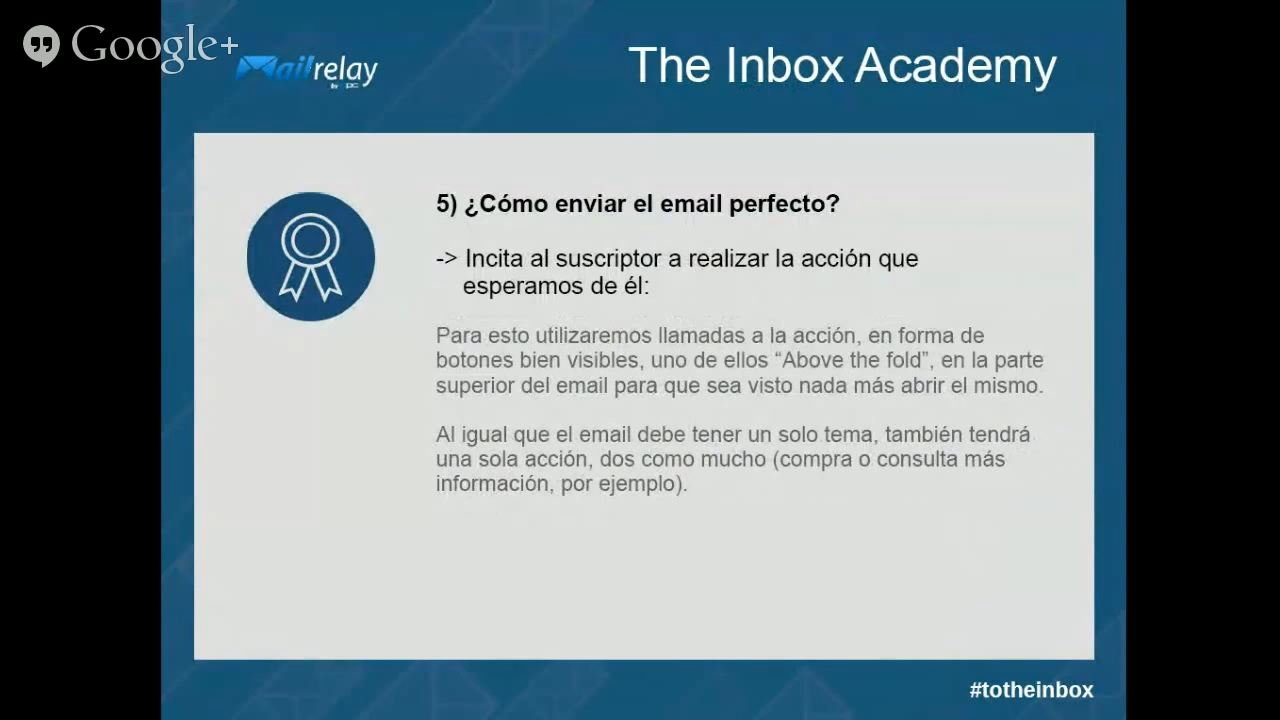 Google+
Mailrelay
The Inbox Academy
5) ¿Cómo enviar el email perfecto?
-> Incita al suscriptor a realizar la acción que
esperamos de él:
Para esto utilizaremos llamadas a la acción, en forma de
botones bien visibles, uno de ellos “Above the fold”, en la parte
superior del email para que sea visto nada más abrir el mismo.
Al igual que el email debe tener un solo tema, también tendrá
una sola acción, dos como mucho (compra o consulta más
información, por ejemplo).
#totheinbox